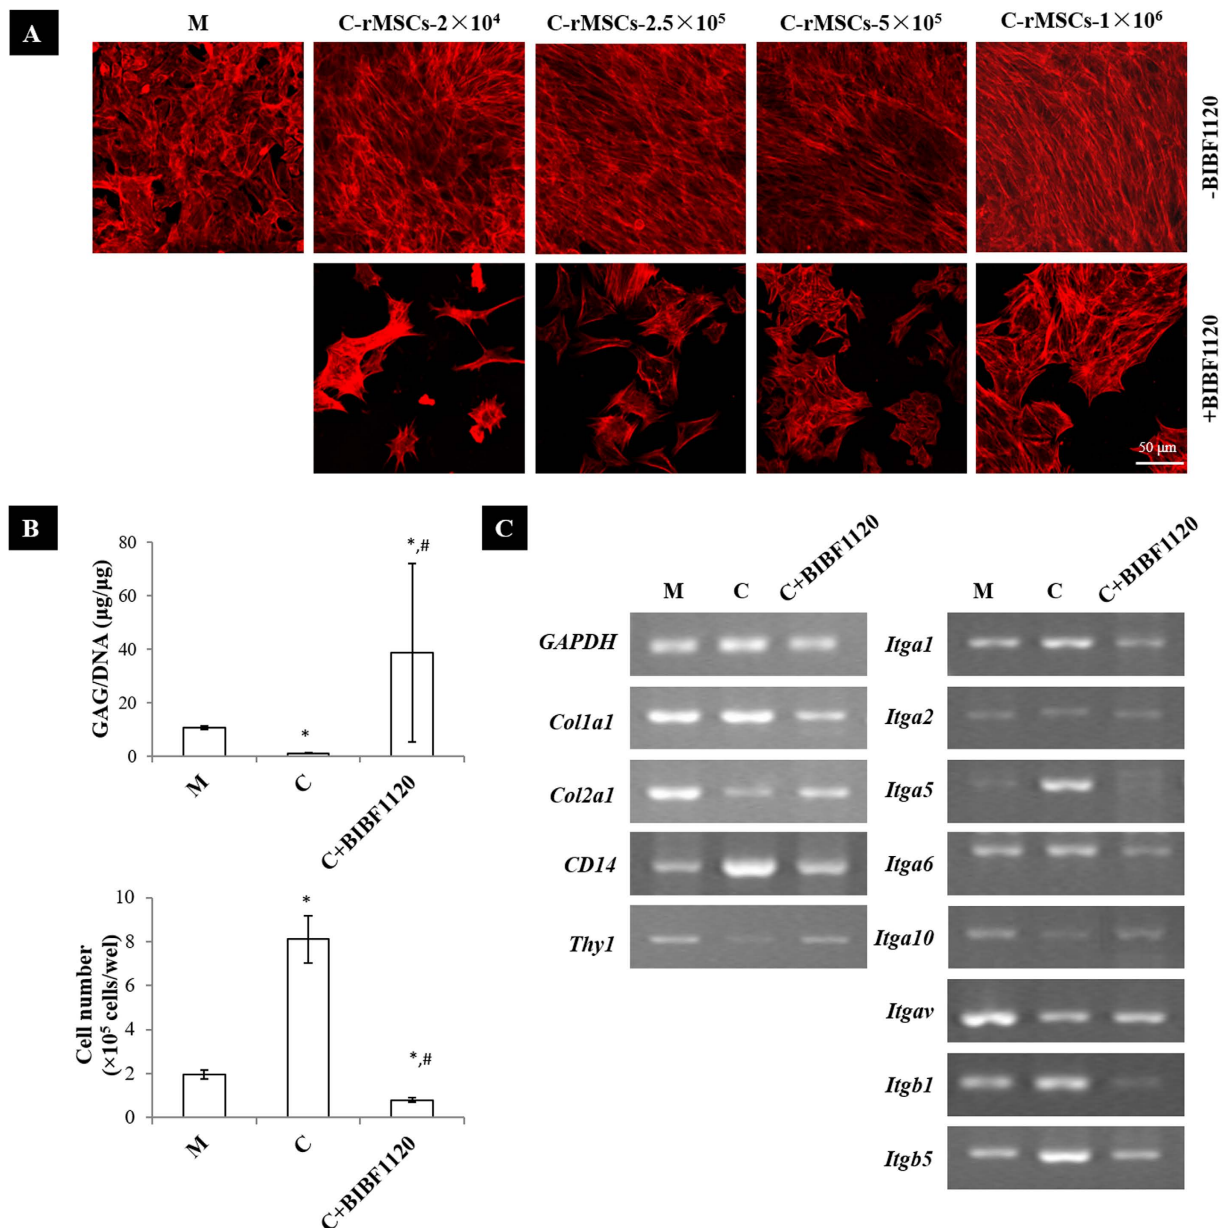 A
M
C-rMSCs-2×10⁴
C-rMSCs-2.5×10⁵
C-rMSCs-5×10⁵
C-rMSCs-1×10⁶
-BIBF1120
+BIBF1120
50 μm
B
GAG/DNA (μg/μg)
80
60
40
20
0
*
*,#
M
C
C+BIBF1120
Cell number
(×10⁵ cells/wel)
10
8
6
4
2
0
*
*,#
M
C
C+BIBF1120
C
M
C
C+BIBF1120
GAPDH
Col1a1
Col2a1
CD14
Thy1
M
C
C+BIBF1120
Itga1
Itga2
Itga5
Itga6
Itga10
Itgav
Itgb1
Itgb5